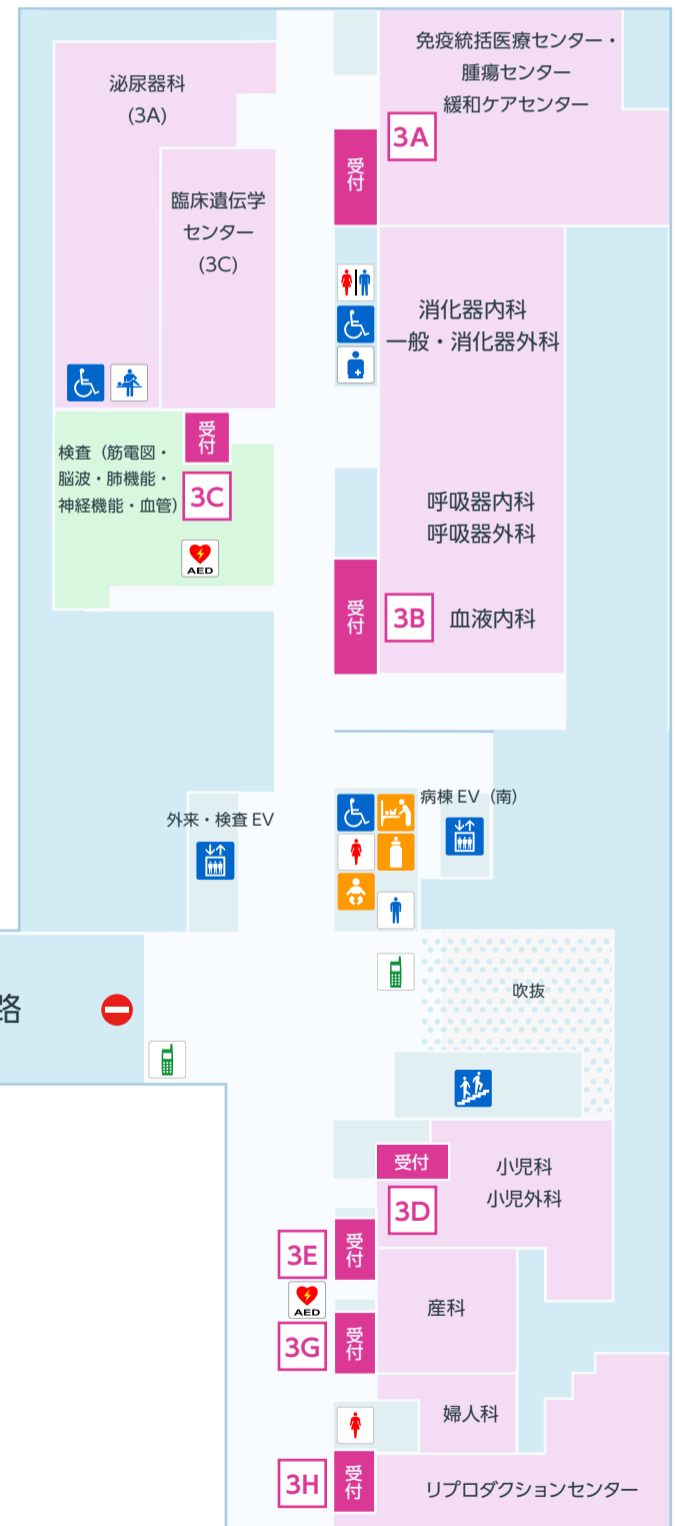 免疫統括医療センター・
腫瘍センター
緩和ケアセンター
3A
受付
泌尿器科
(3A)
臨床遺伝学
センター
(3C)
消化器内科
一般・消化器外科
受付
検査（筋電図・
脳波・肺機能・
神経機能・血管）
3C
AED
呼吸器内科
呼吸器外科
受付
3B
血液内科
外来・検査 EV
病棟 EV（南）
吹抜
路
受付
小児科
小児外科
3D
3E
受付
AED
産科
3G
受付
婦人科
3H
受付
リプロダクションセンター